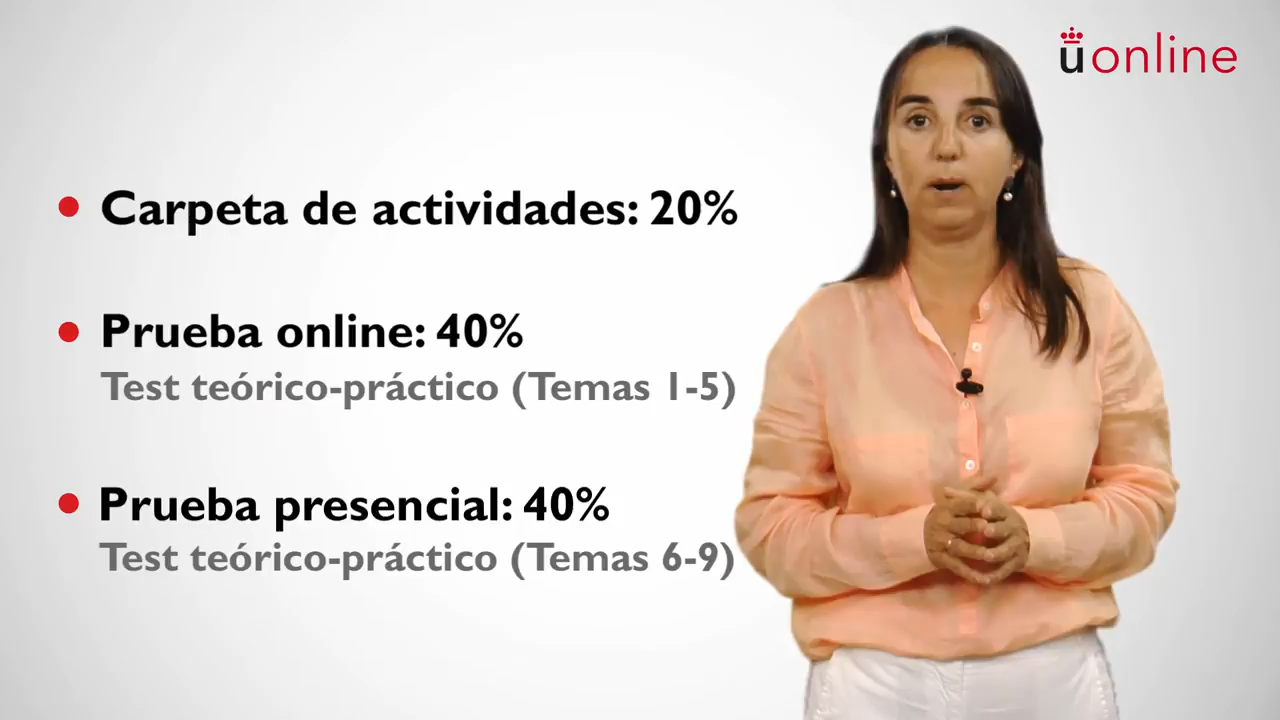 uonline
Carpeta de actividades: 20%
Prueba online: 40%
Test teórico-práctico (Temas 1-5)
Prueba presencial: 40%
Test teórico-práctico (Temas 6-9)